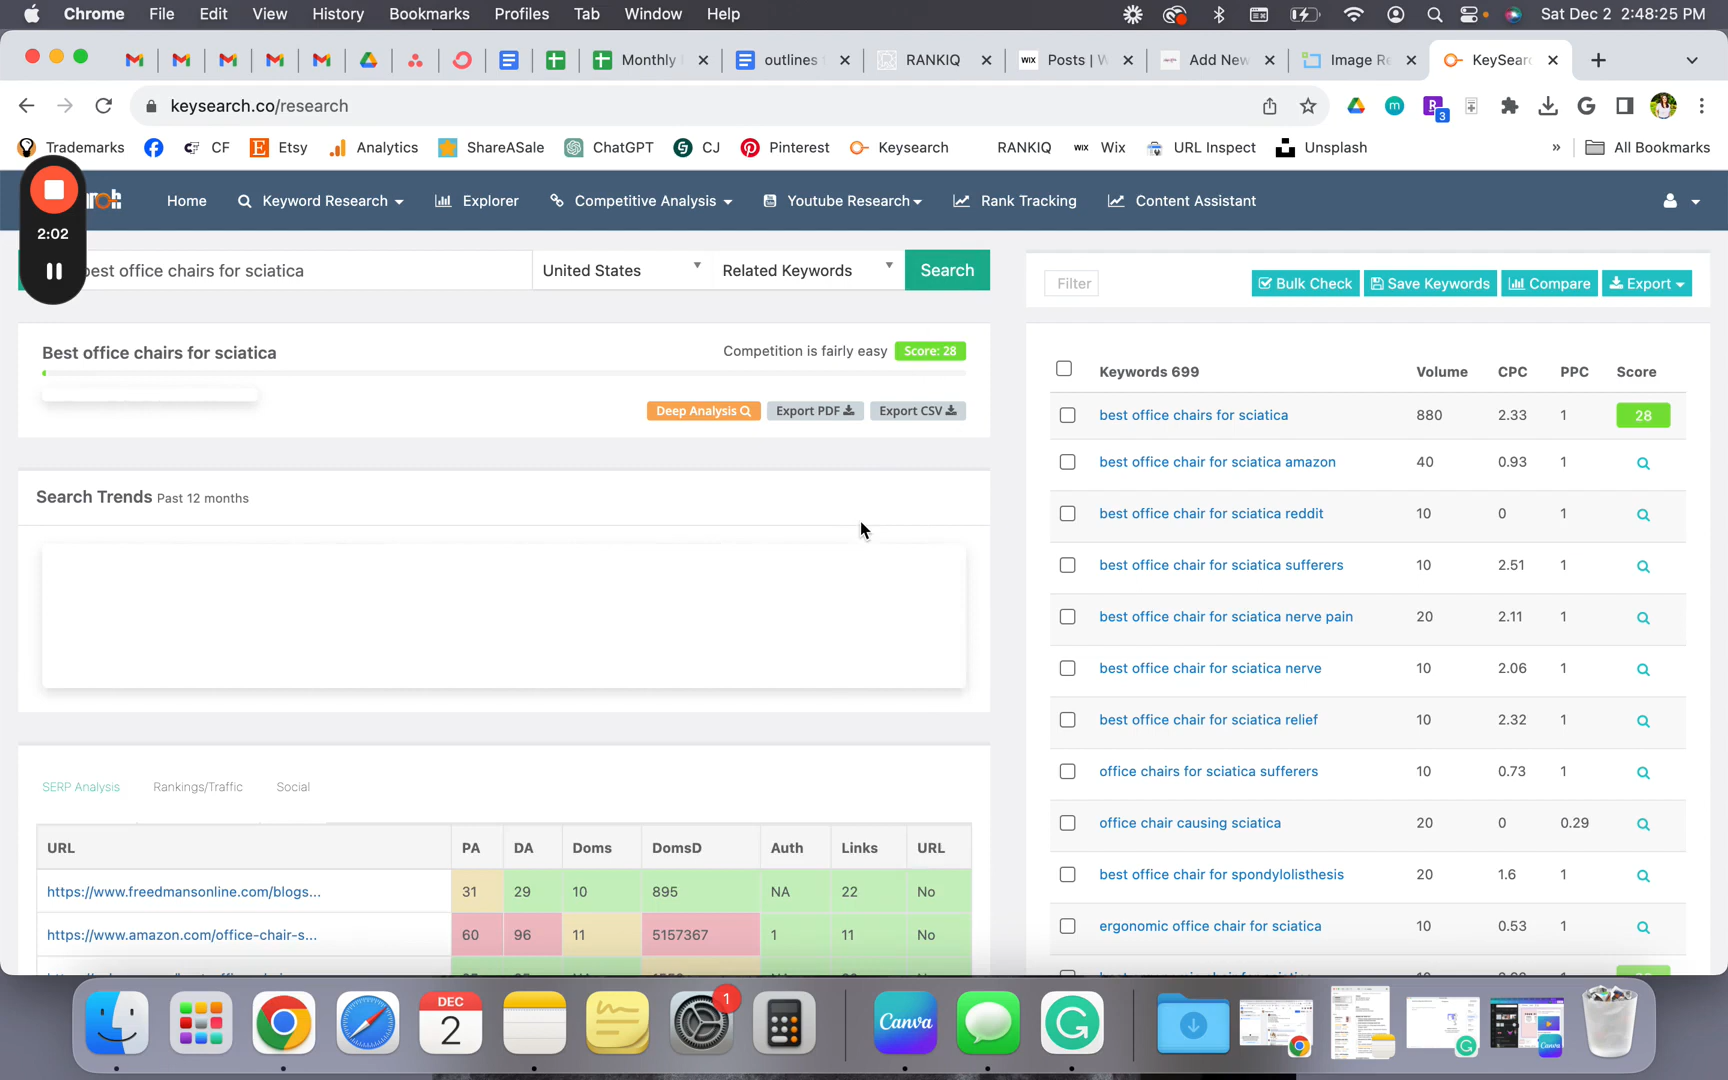 Chrome File Edit View History Bookmarks Profiles Tab Window Help Sat Dec 2 2:48:25 PM
Monthly outlines RANKIQ WIX Posts | W Add New Image Re KeySearc
keysearch.co/research
Trademarks CF Etsy Analytics ShareASale ChatGPT CJ Pinterest Keysearch RANKIQ WIX Wix URL Inspect Unsplash » All Bookmarks
2:02
Home Keyword Research Explorer Competitive Analysis Youtube Research Rank Tracking Content Assistant
best office chairs for sciatica United States Related Keywords Search
Filter Bulk Check Save Keywords Compare Export
Best office chairs for sciatica Competition is fairly easy Score: 28
Deep Analysis Export PDF Export CSV
Search Trends Past 12 months
SERP Analysis Rankings/Traffic Social
URL PA DA Doms DomsD Auth Links URL
https://www.freedmansonline.com/blogs... 31 29 10 895 NA 22 No
https://www.amazon.com/office-chair-s... 60 96 11 5157367 1 11 No
Keywords 699 Volume CPC PPC Score
best office chairs for sciatica 880 2.33 1 28
best office chair for sciatica amazon 40 0.93 1
best office chair for sciatica reddit 10 0 1
best office chair for sciatica sufferers 10 2.51 1
best office chair for sciatica nerve pain 20 2.11 1
best office chair for sciatica nerve 10 2.06 1
best office chair for sciatica relief 10 2.32 1
office chairs for sciatica sufferers 10 0.73 1
office chair causing sciatica 20 0 0.29
best office chair for spondylolisthesis 20 1.6 1
ergonomic office chair for sciatica 10 0.53 1
DEC
2
1
Canva